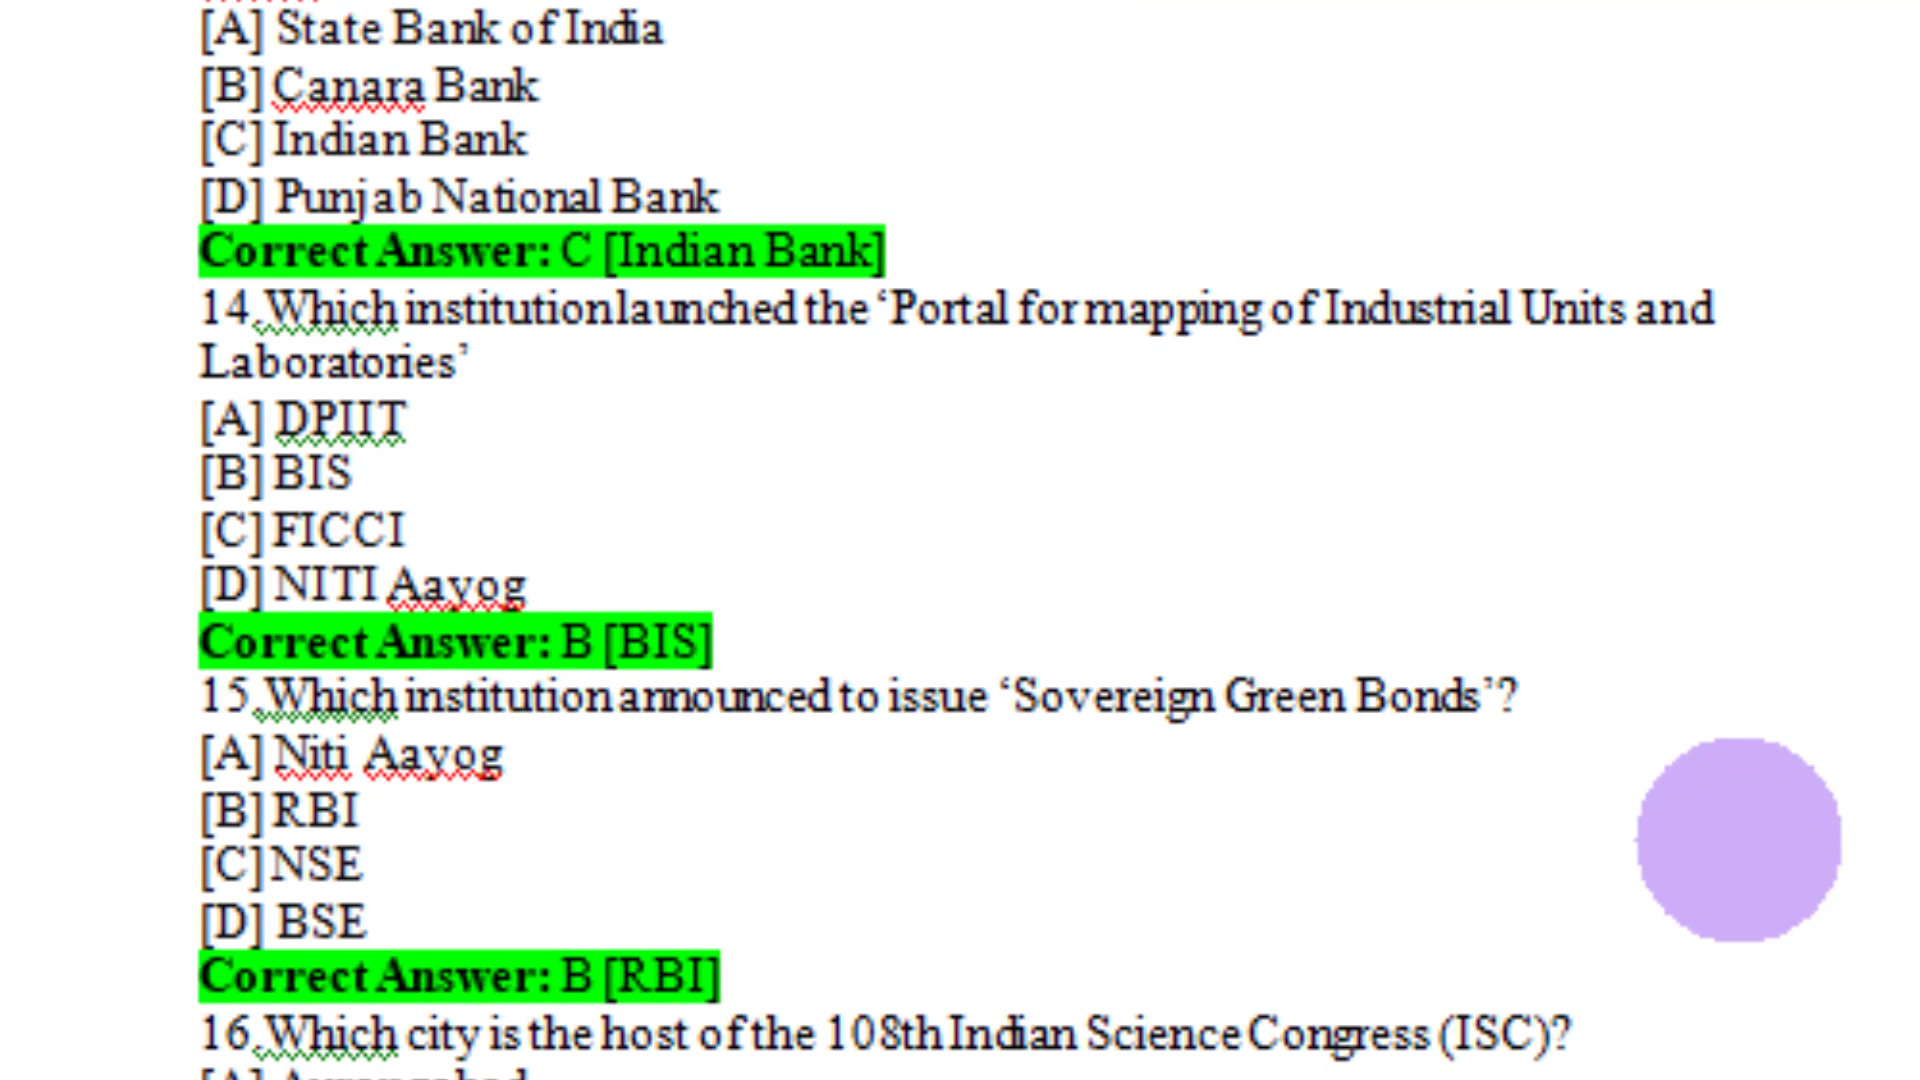 [A] State Bank of India
[B] Canara Bank
[C] Indian Bank
[D] Punjab National Bank
Correct Answer: C [Indian Bank]
14.Which institution launched the ‘Portal for mapping of Industrial Units and
Laboratories’
[A] DPIIT
[B] BIS
[C] FICCI
[D] NITI Aayog
Correct Answer: B [BIS]
15.Which institution announced to issue ‘Sovereign Green Bonds’?
[A] Niti Aayog
[B] RBI
[C] NSE
[D] BSE
Correct Answer: B [RBI]
16.Which city is the host of the 108th Indian Science Congress (ISC)?